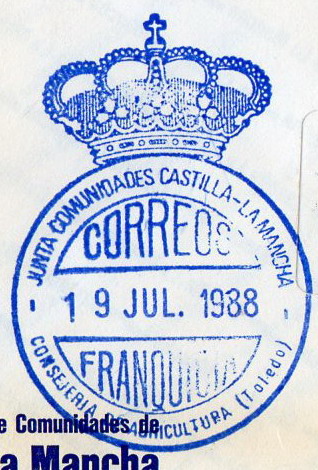 JUNTA COMUNIDADES CASTILLA-LA MANCHA
CORREOS
19 JUL. 1988
FRANQUICIA
CONSEJERIA DE AGRICULTURA (Toledo)
e Comunidades de
a Mancha